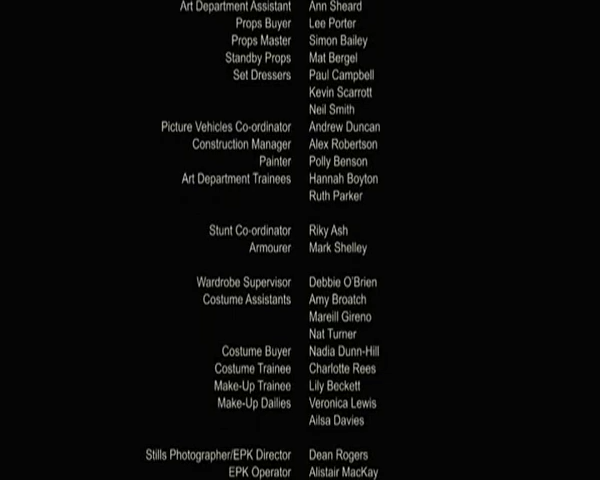 Art Department Assistant Ann Sheard
Props Buyer Lee Porter
Props Master Simon Bailey
Standby Props Mat Bergel
Set Dressers Paul Campbell
Kevin Scarrott
Neil Smith
Picture Vehicles Co-ordinator Andrew Duncan
Construction Manager Alex Robertson
Painter Polly Benson
Art Department Trainees Hannah Boyton
Ruth Parker
Stunt Co-ordinator Riky Ash
Armourer Mark Shelley
Wardrobe Supervisor Debbie O'Brien
Costume Assistants Amy Broatch
Mareill Gireno
Nat Turner
Costume Buyer Nadia Dunn-Hill
Costume Trainee Charlotte Rees
Make-Up Trainee Lily Beckett
Make-Up Dailies Veronica Lewis
Ailsa Davies
Stills Photographer/EPK Director Dean Rogers
EPK Operator Alistair MacKay